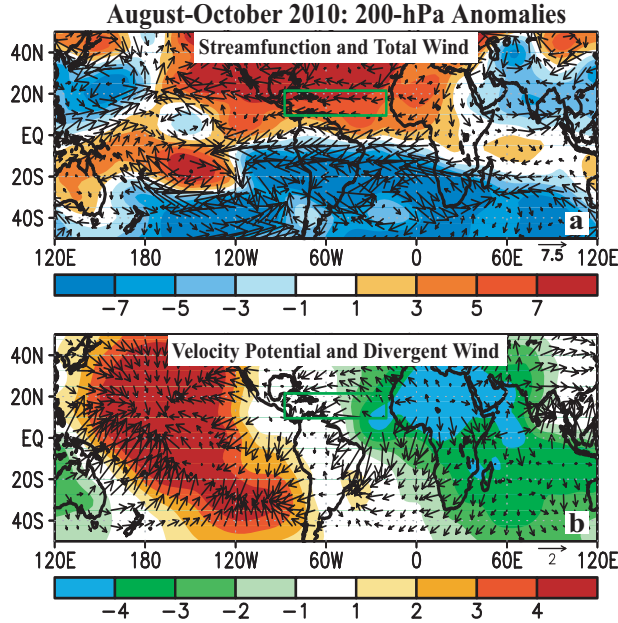 August-October 2010: 200-hPa Anomalies
Streamfunction and Total Wind
40N
20N
EQ
20S
40S
a
120E 180 120W 60W 0 60E 120E
7.5
-7 -5 -3 -1 1 3 5 7
Velocity Potential and Divergent Wind
40N
20N
EQ
20S
40S
b
120E 180 120W 60W 0 60E 120E
2
-4 -3 -2 -1 1 2 3 4